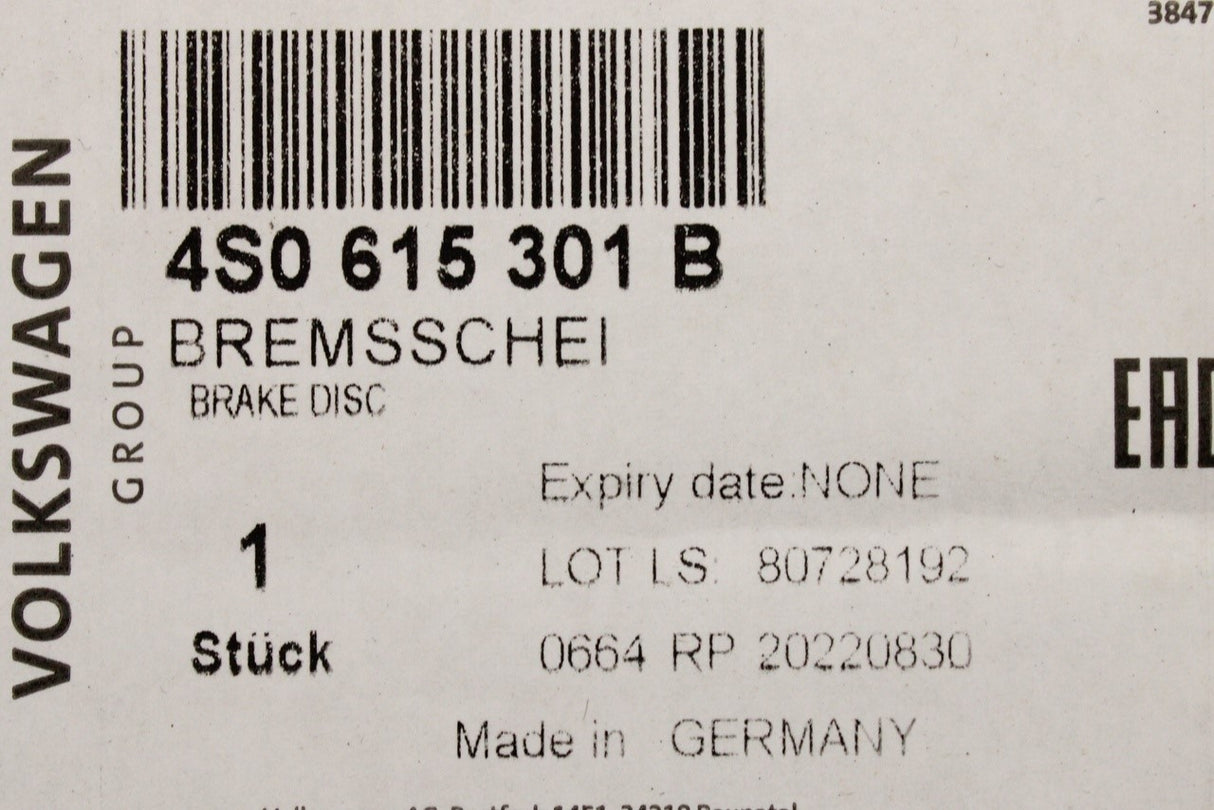 3847
VOLKSWAGEN
GROUP
4S0 615 301 B
BREMSSCHEI
BRAKE DISC
EAC
Expiry date:NONE
1
LOT LS: 80728192
Stück
0664 RP 20220830
Made in GERMANY